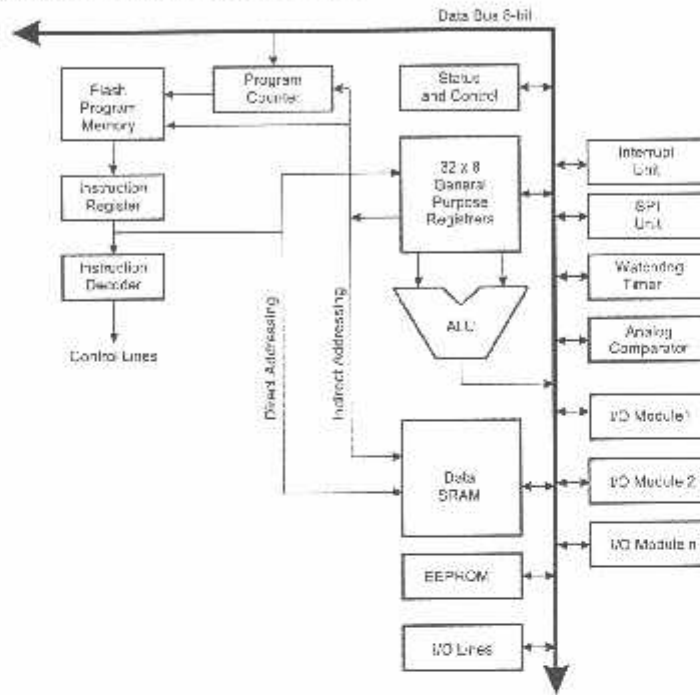 Data Bus 8-bit
Flash
Program
Memory
Program
Counter
Status
and Control
32 x 8
General
Purpose
Registrers
Interrupt
Unit
SPI
Unit
Instruction
Register
Instruction
Decoder
Watchdog
Timer
Analog
Comparator
ALU
Control Lines
Direct Addressing
Indirect Addressing
I/O Module1
Data
SRAM
I/O Module 2
I/O Module n
EEPROM
I/O Lines